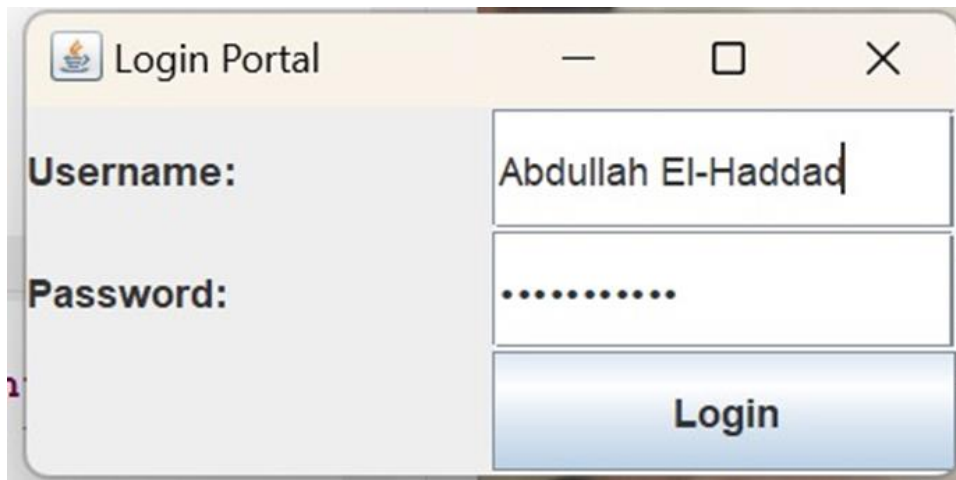 Login Portal
Username: Abdullah El-Haddad
Password: •••••••••••
Login